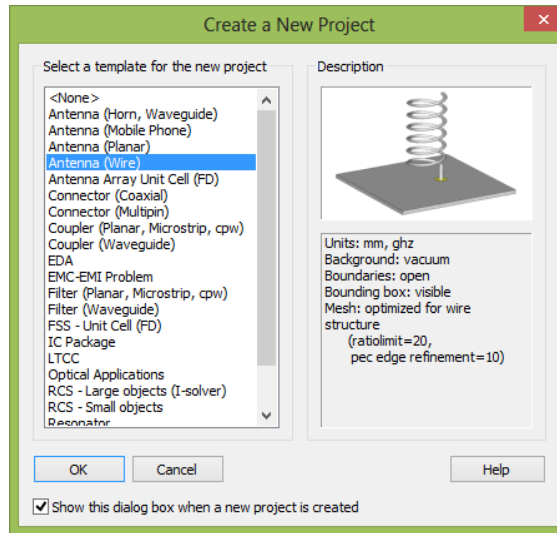 Create a New Project
x
Select a template for the new project
<None>
Antenna (Horn, Waveguide)
Antenna (Mobile Phone)
Antenna (Planar)
Antenna (Wire)
Antenna Array Unit Cell (FD)
Connector (Coaxial)
Connector (Multipin)
Coupler (Planar, Microstrip, cpw)
Coupler (Waveguide)
EDA
EMC-EMI Problem
Filter (Planar, Microstrip, cpw)
Filter (Waveguide)
FSS - Unit Cell (FD)
IC Package
LTCC
Optical Applications
RCS - Large objects (I-solver)
RCS - Small objects
Resonator
Description
Units: mm, ghz
Background: vacuum
Boundaries: open
Bounding box: visible
Mesh: optimized for wire
structure
(ratiolimit=20,
pec edge refinement=10)
OK
Cancel
Help
Show this dialog box when a new project is created